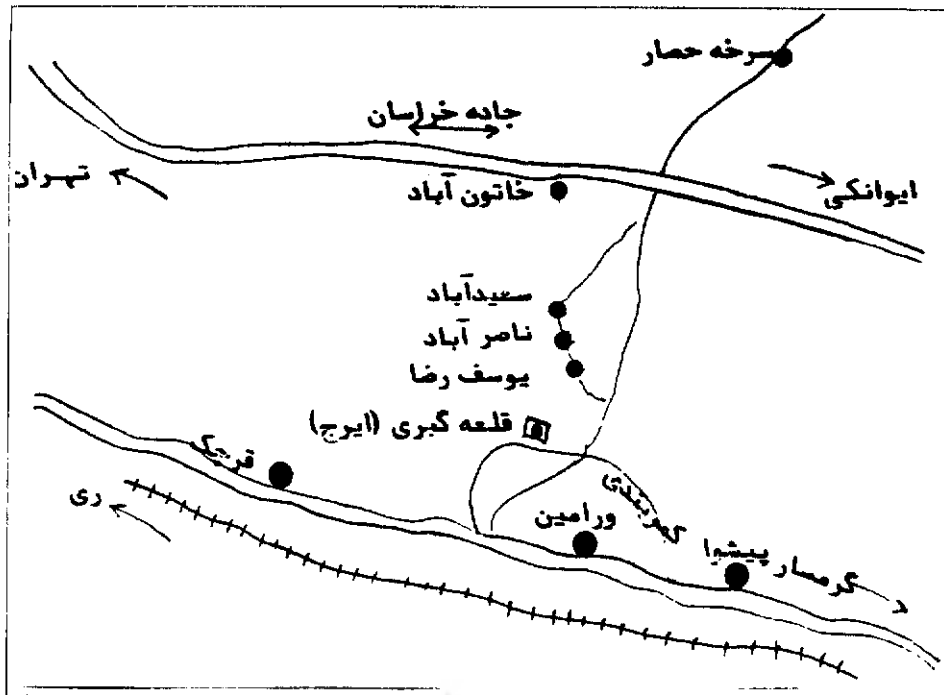 سرخه حصار
جاده خراسان
تهران
ایوانکی
خاتون آباد
سعیدآباد
ناصر آباد
یوسف رضا
قلعه گبری (ایرج)
قرچک
کمربندی
ری
ورامین
پیشوا
گرمسار